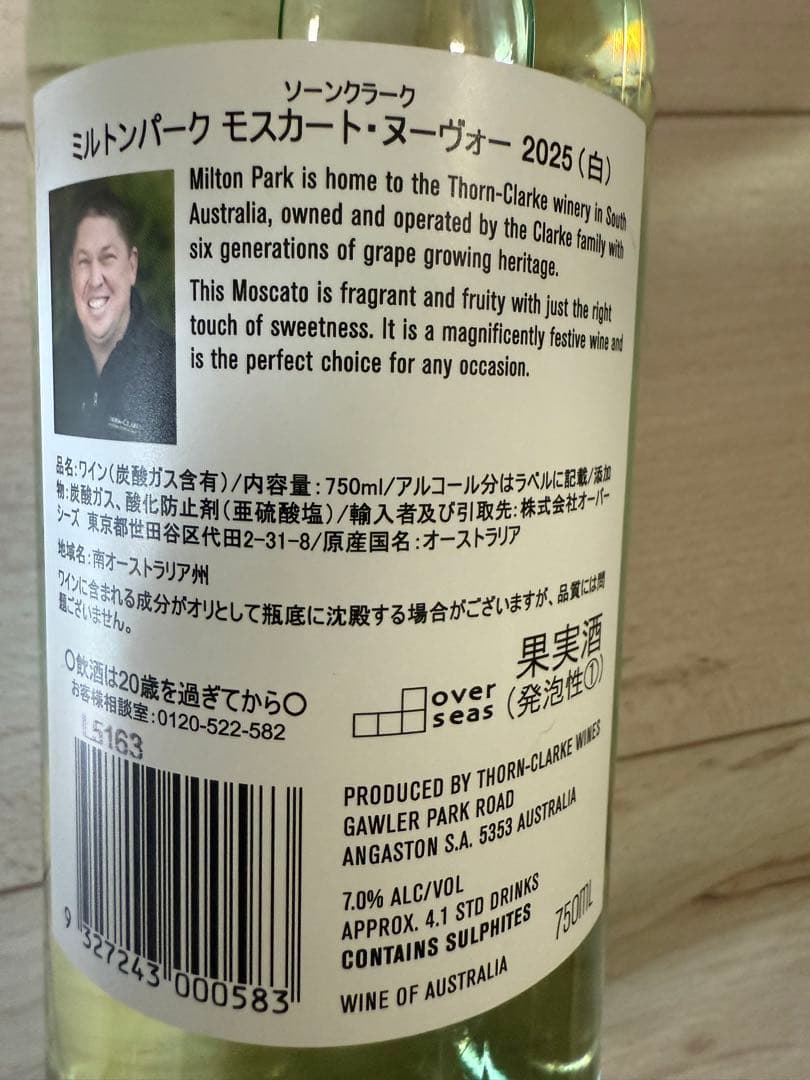 ソーンクラーク
ミルトンパーク モスカート・ヌーヴォー 2025（白）
Milton Park is home to the Thorn-Clarke winery in South
Australia, owned and operated by the Clarke family with
six generations of grape growing heritage.
This Moscato is fragrant and fruity with just the right
touch of sweetness. It is a magnificently festive wine and
is the perfect choice for any occasion.
品名：ワイン（炭酸ガス含有）/内容量：750ml/アルコール分はラベルに記載/添加
物：炭酸ガス、酸化防止剤（亜硫酸塩）/輸入者及び引取先：株式会社オーバー
シーズ 東京都世田谷区代田2-31-8/原産国名：オーストラリア
地域名：南オーストラリア州
ワインに含まれる成分がオリとして瓶底に沈殿する場合がございますが、品質には問
題ございません。
〇飲酒は20歳を過ぎてから〇
お客様相談室：0120-522-582
果実酒
（発泡性①）
over
seas
L5163
PRODUCED BY THORN-CLARKE WINES
GAWLER PARK ROAD
ANGASTON S.A. 5353 AUSTRALIA
7.0% ALC/VOL
APPROX. 4.1 STD DRINKS
CONTAINS SULPHITES
750mL
WINE OF AUSTRALIA
9 327243 000583